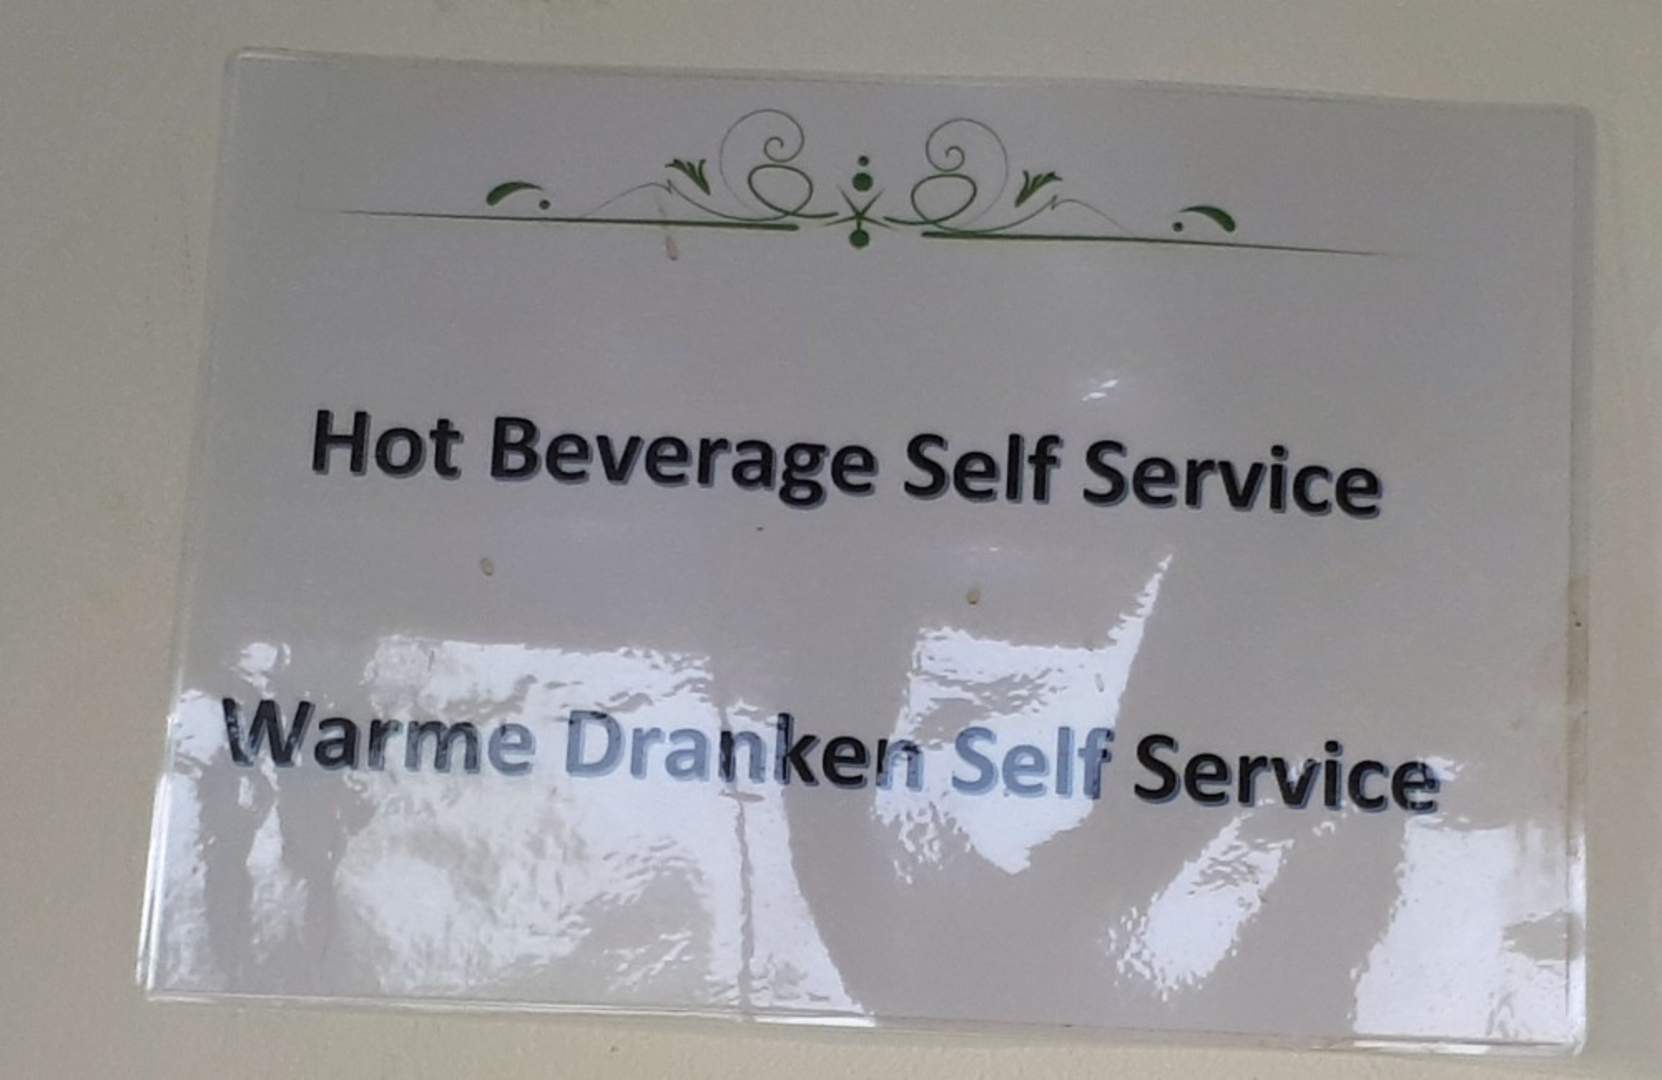 Hot Beverage Self Service
Warme Dranken Self Service